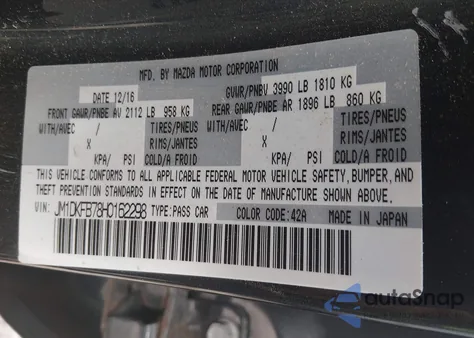 MFD. BY MAZDA MOTOR CORPORATION
DATE 12/16 GVWR/PNBV 3990 LB 1810 KG
FRONT GAWR/PNBE AV 2112 LB 958 KG REAR GAWR/PNBE AR 1896 LB 860 KG
WITH/AVEC / TIRES/PNEUS WITH/AVEC / TIRES/PNEUS
X RIMS/JANTES X RIMS/JANTES
KPA/ PSI COLD/A FROID KPA/ PSI COLD/A FROID
THIS VEHICLE CONFORMS TO ALL APPLICABLE FEDERAL MOTOR VEHICLE SAFETY, BUMPER, AND
THEFT PREVENTION STANDARDS IN EFFECT ON THE DATE OF MANUFACTURE SHOWN ABOVE.
VIN: JM1DKFB78H0162298 TYPE:PASS CAR COLOR CODE:42A MADE IN JAPAN
autoSnap